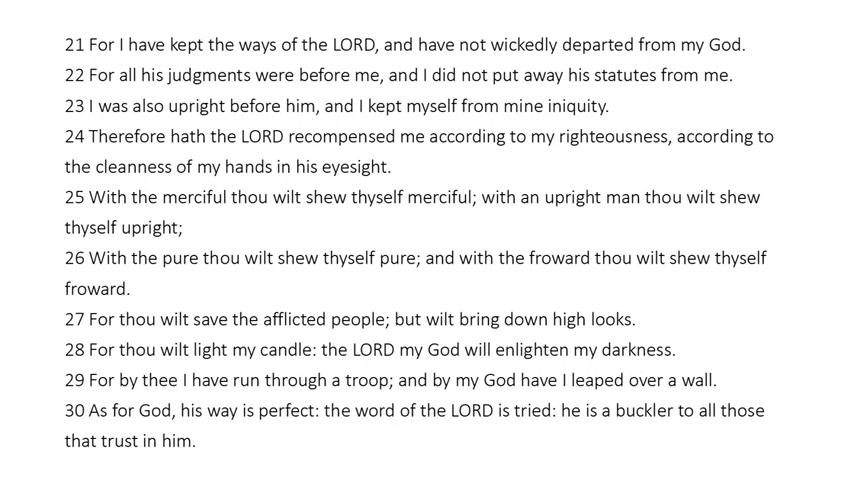 21 For I have kept the ways of the LORD, and have not wickedly departed from my God.
22 For all his judgments were before me, and I did not put away his statutes from me.
23 I was also upright before him, and I kept myself from mine iniquity.
24 Therefore hath the LORD recompensed me according to my righteousness, according to
the cleanness of my hands in his eyesight.
25 With the merciful thou wilt shew thyself merciful; with an upright man thou wilt shew
thyself upright;
26 With the pure thou wilt shew thyself pure; and with the froward thou wilt shew thyself
froward.
27 For thou wilt save the afflicted people; but wilt bring down high looks.
28 For thou wilt light my candle: the LORD my God will enlighten my darkness.
29 For by thee I have run through a troop; and by my God have I leaped over a wall.
30 As for God, his way is perfect: the word of the LORD is tried: he is a buckler to all those
that trust in him.